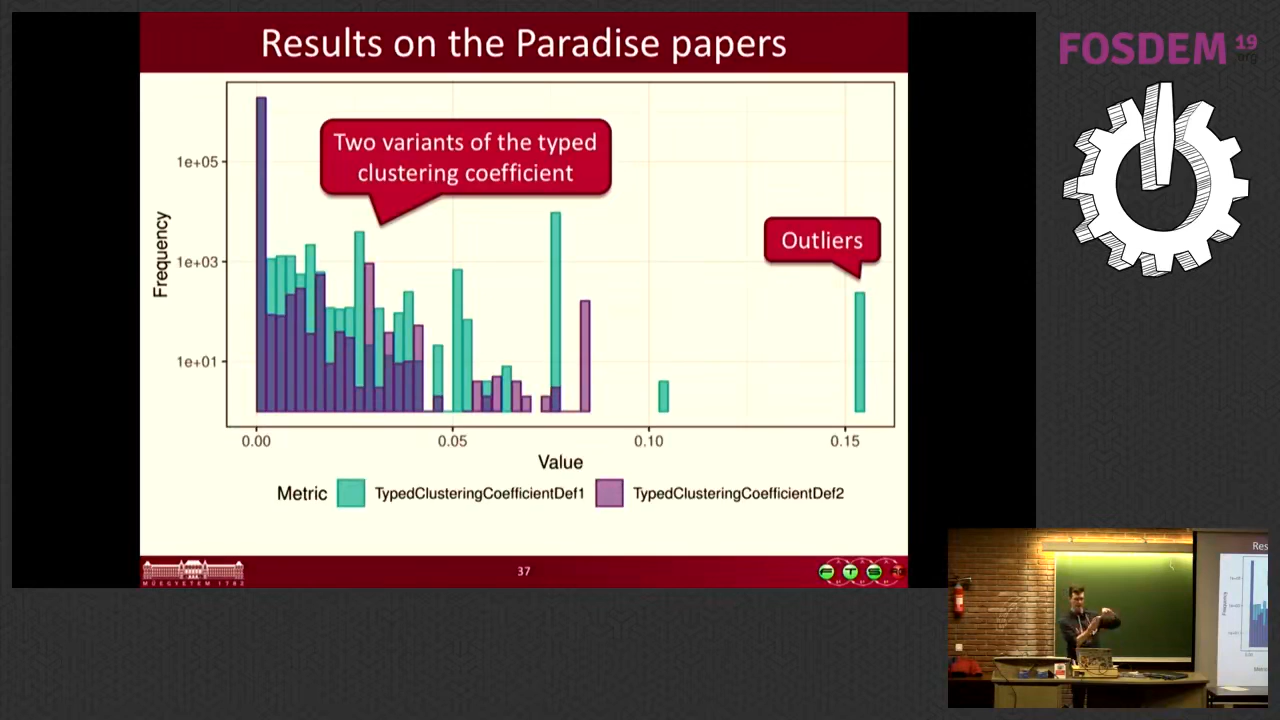 Results on the Paradise papers
FOSDEM 19
.org
Two variants of the typed
clustering coefficient
Outliers
Frequency
1e+05
1e+03
1e+01
0.00
0.05
0.10
0.15
Value
Metric
TypedClusteringCoefficientDef1
TypedClusteringCoefficientDef2
MŰEGYETEM 1782
37
F T S
Res